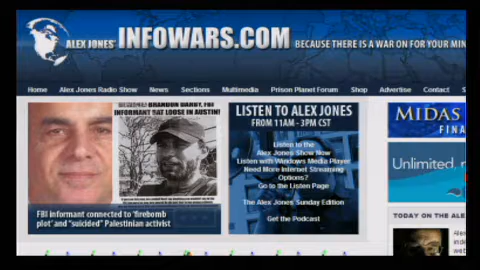 ALEX JONES' INFOWARS.COM BECAUSE THERE IS A WAR ON FOR YOUR MIN
Home Alex Jones Radio Show News Sections Multimedia Prison Planet Forum Shop Advertise Contact S
BRANDON DARBY, FBI
INFORMANT RAT LOOSE IN AUSTIN!
FBI informant connected to 'firebomb
plot' and "suicided" Palestinian activist
LISTEN TO ALEX JONES
FROM 11AM - 3PM CST
Listen to the
Alex Jones Show Now
Listen with Windows Media Player
Need More Internet Streaming
Options?
Go to the Listen Page
The Alex Jones Sunday Edition
Get the Podcast
MIDAS
FINA
Unlimited,
TODAY ON THE ALE
Alex